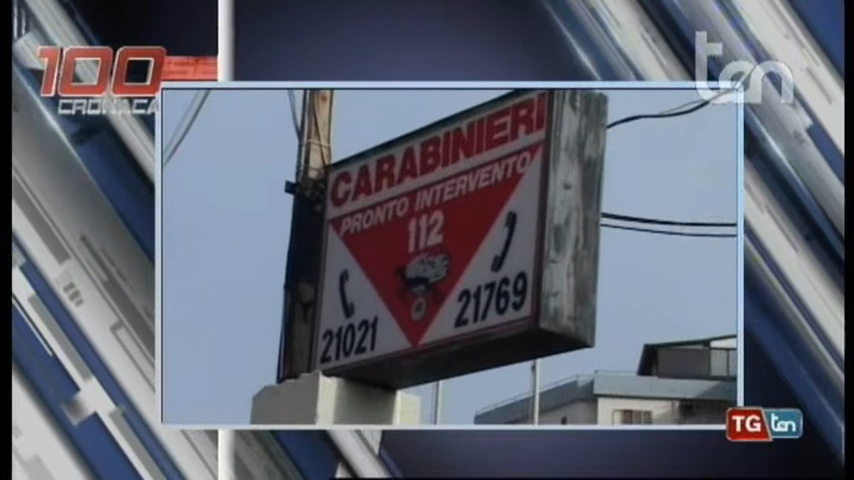 100
CRONACA
ten
CARABINIERI
PRONTO INTERVENTO
112
21021
21769
TG ten